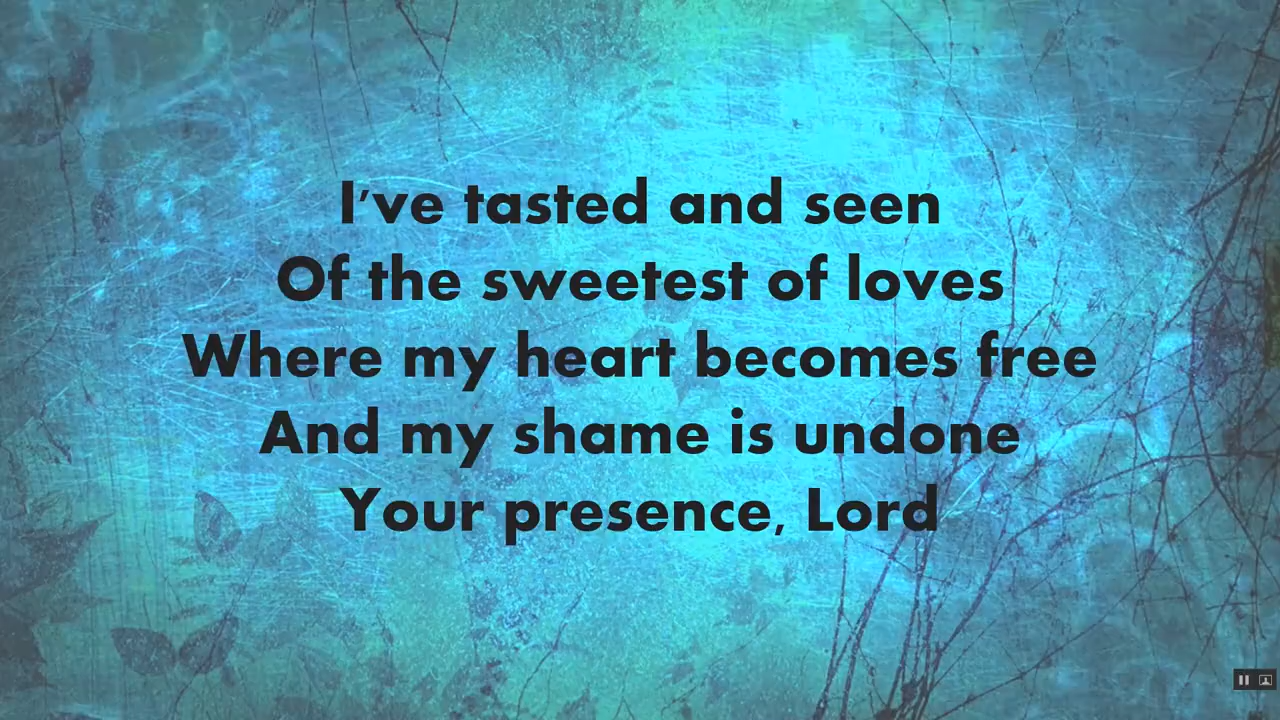 I've tasted and seen
Of the sweetest of loves
Where my heart becomes free
And my shame is undone
Your presence, Lord